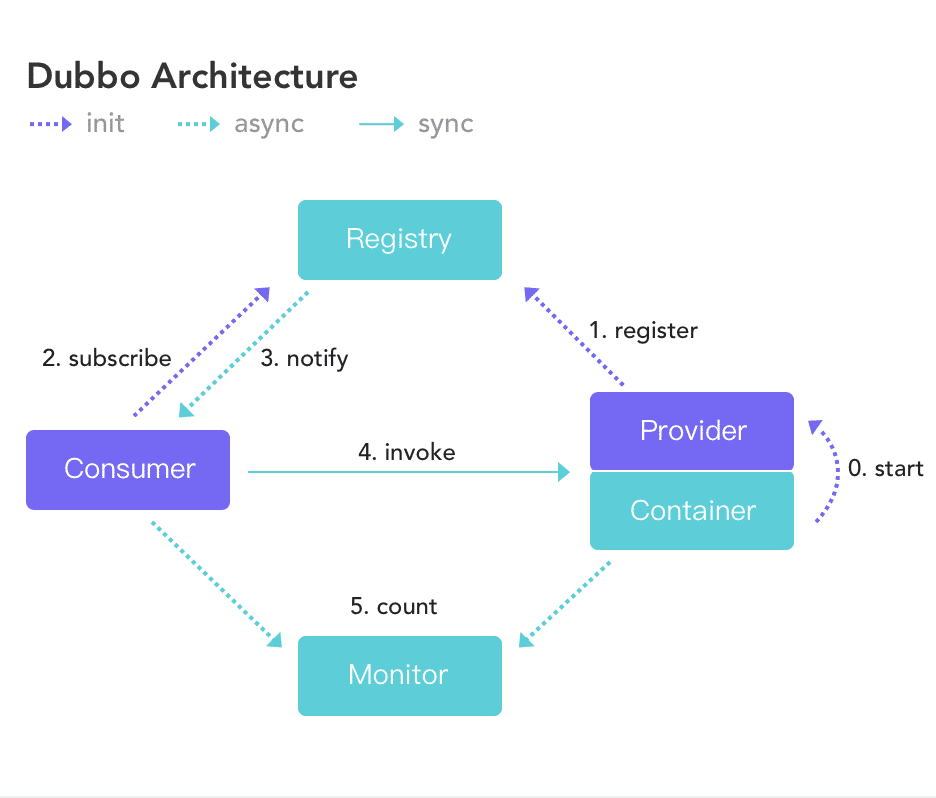 Dubbo Architecture
init async sync
Registry
1. register
2. subscribe
3. notify
Provider
4. invoke
Consumer
0. start
Container
5. count
Monitor